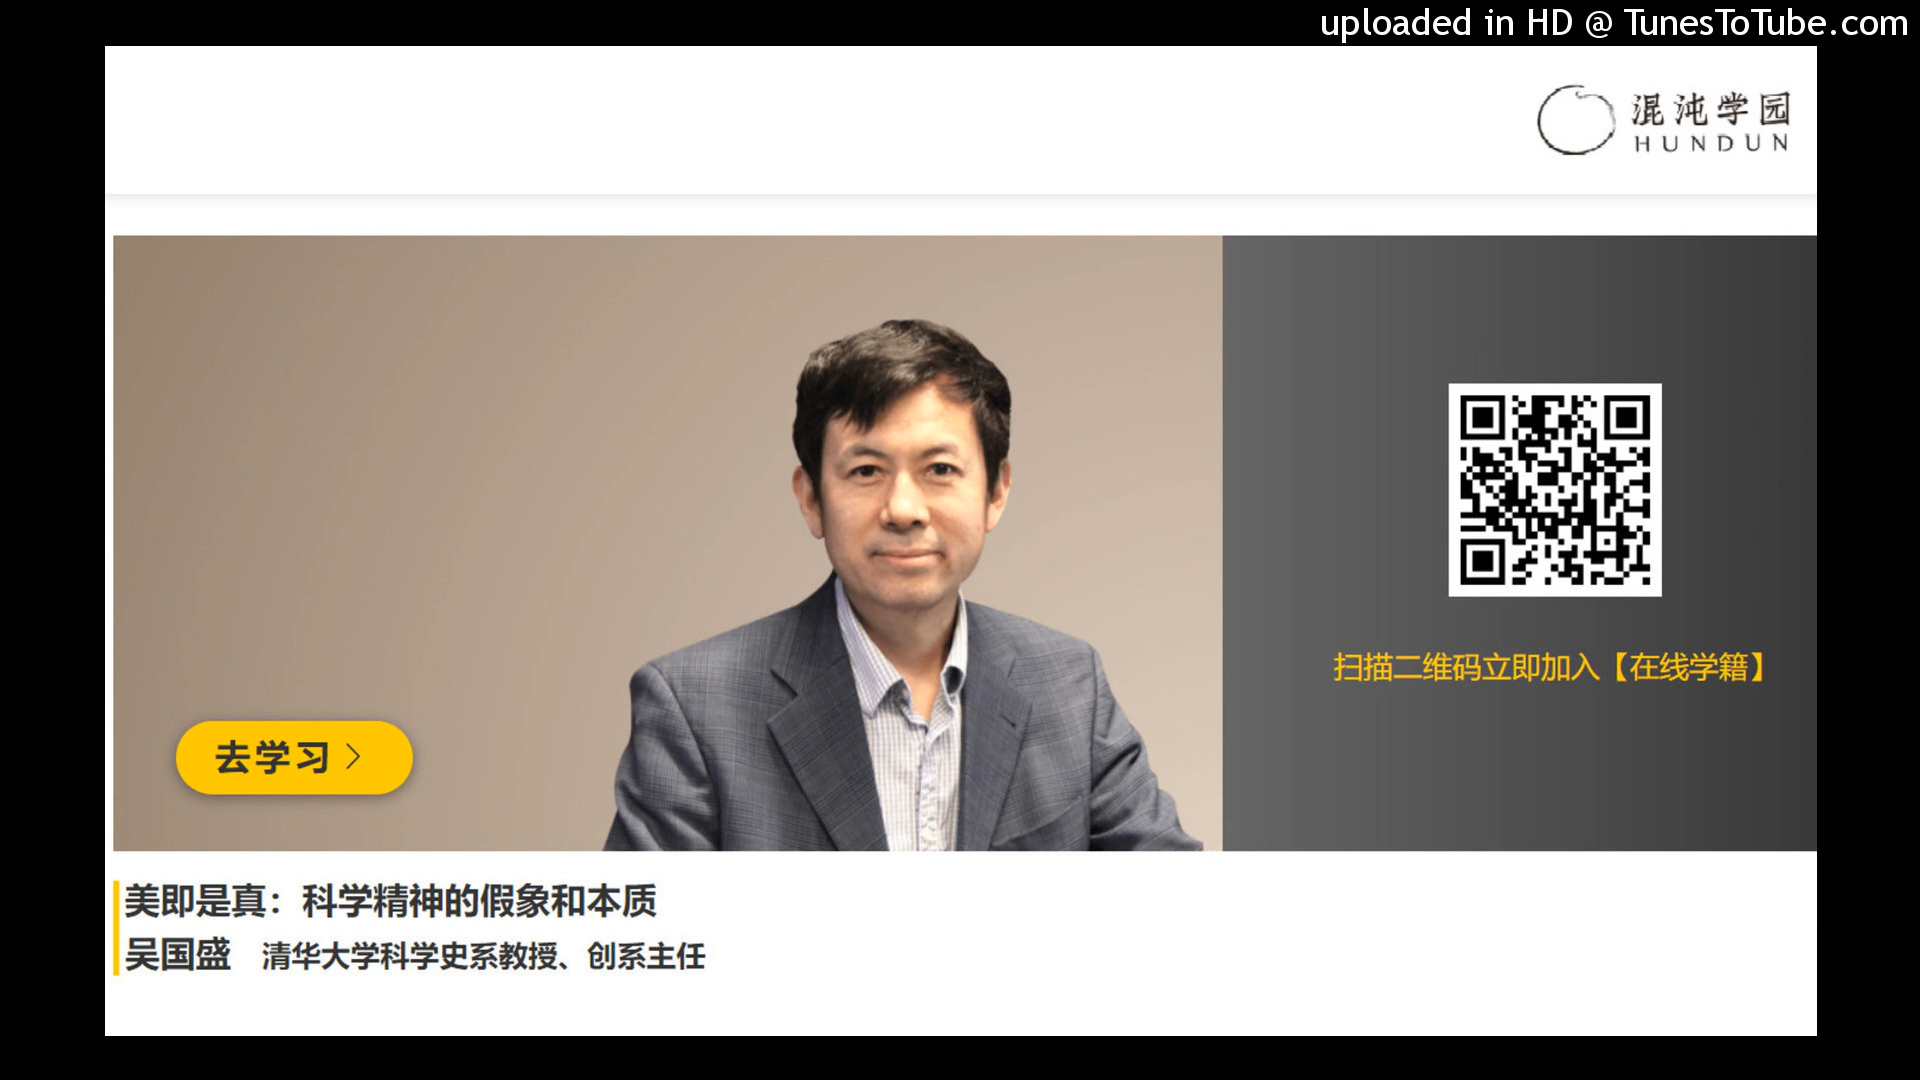 uploaded in HD @ TunesToTube.com
混沌学园
HUNDUN
扫描二维码立即加入【在线学籍】
去学习 >
美即是真：科学精神的假象和本质
吴国盛 清华大学科学史系教授、创系主任